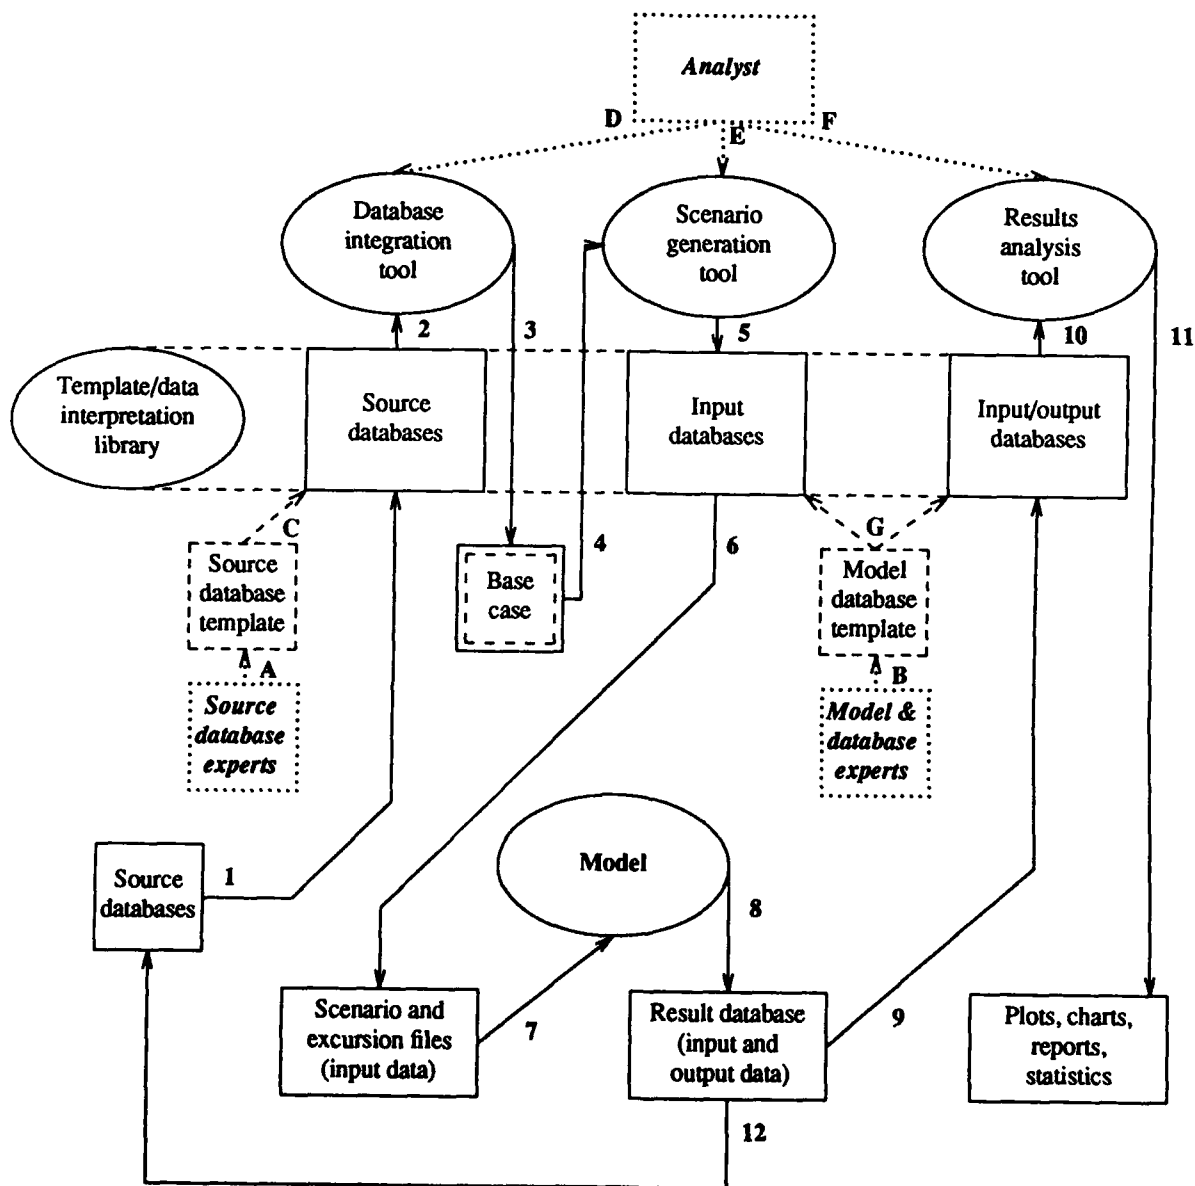 Analyst
D
E
F
Database
integration
tool
Scenario
generation
tool
Results
analysis
tool
2
3
5
10
11
Template/data
interpretation
library
Source
databases
Input
databases
Input/output
databases
C
4
6
G
Source
database
template
Base
case
Model
database
template
A
B
Source
database
experts
Model &
database
experts
Source
databases
1
Model
8
Scenario and
excursion files
(input data)
7
Result database
(input and
output data)
9
Plots, charts,
reports,
statistics
12